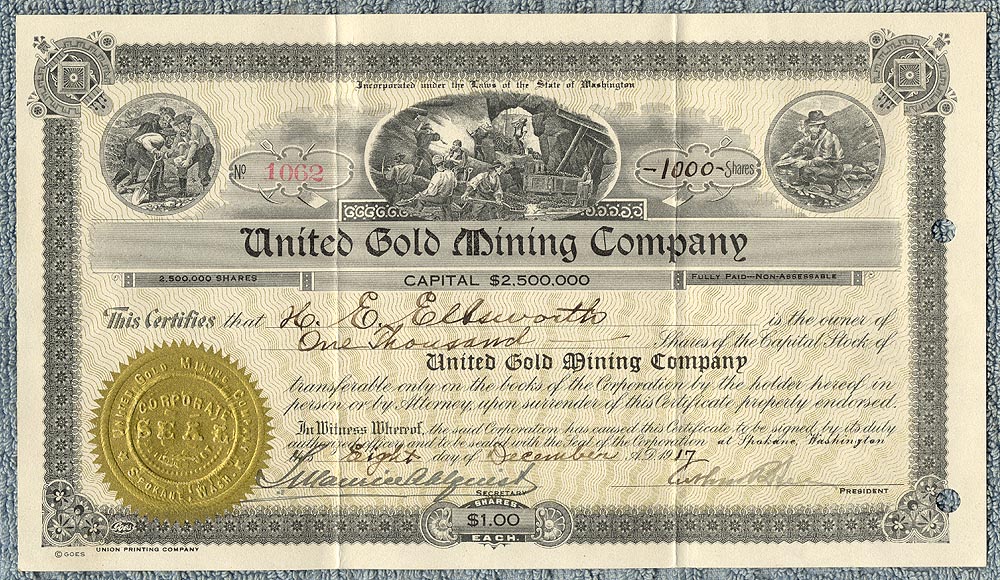 Incorporated under the Laws of the State of Washington
No 1062
-1000- Shares
United Gold Mining Company
2,500,000 SHARES
CAPITAL $2,500,000
FULLY PAID—NON-ASSESSABLE
This Certifies that H. E. Ellsworth is the owner of
One Thousand Shares of the Capital Stock of
United Gold Mining Company
transferable only on the books of the Corporation by the holder hereof in
person or by Attorney, upon surrender of this Certificate properly endorsed.
In Witness Whereof, the said Corporation has caused this Certificate to be signed by its duly
authorized officers and to be sealed with the Seal of the Corporation at Spokane, Washington
Eight day of December A.D. 1917
SECRETARY
PRESIDENT
UNITED GOLD MINING COMPANY
CORPORATE
SEAL
SPOKANE, WASH.
SHARES
$1.00
EACH.
GOES
© GOES
UNION PRINTING COMPANY